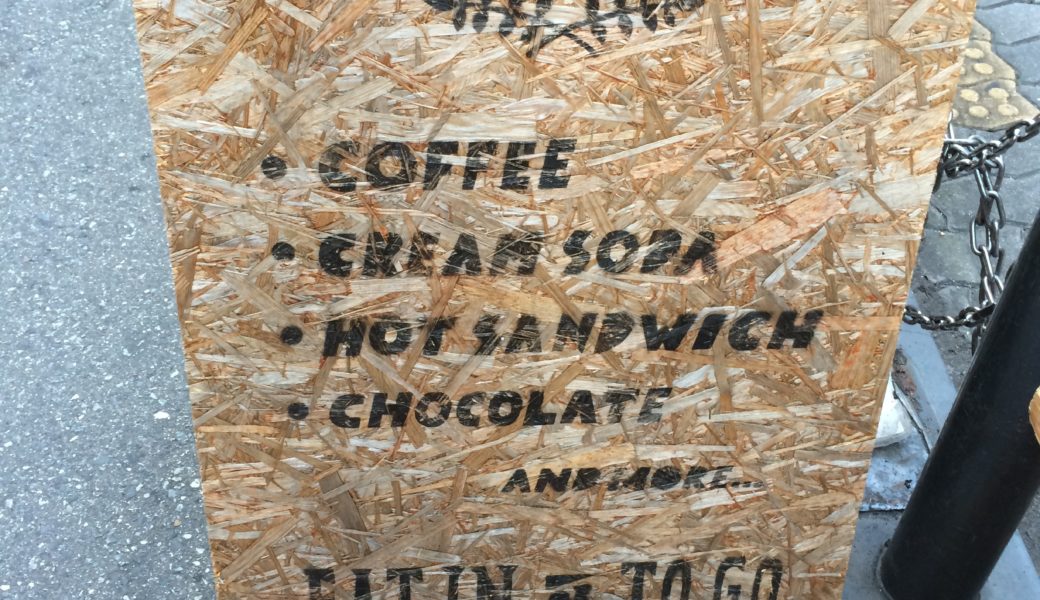 • COFFEE
• CREAM SODA
• HOT SANDWICH
• CHOCOLATE
AND MORE...
EAT IN TO GO